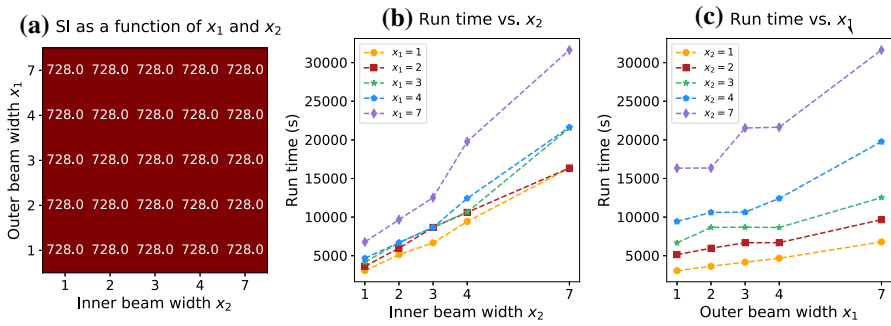 (a) SI as a function of x₁ and x₂
Outer beam width x₁
7 728.0 728.0 728.0 728.0 728.0
4 728.0 728.0 728.0 728.0 728.0
3 728.0 728.0 728.0 728.0 728.0
2 728.0 728.0 728.0 728.0 728.0
1 728.0 728.0 728.0 728.0 728.0
1 2 3 4 7
Inner beam width x₂
(b) Run time vs. x₂
Run time (s)
30000
25000
20000
15000
10000
5000
x₁ = 1
x₁ = 2
x₁ = 3
x₁ = 4
x₁ = 7
1 2 3 4 7
Inner beam width x₂
(c) Run time vs. x₁
Run time (s)
30000
25000
20000
15000
10000
5000
x₂ = 1
x₂ = 2
x₂ = 3
x₂ = 4
x₂ = 7
1 2 3 4 7
Outer beam width x₁